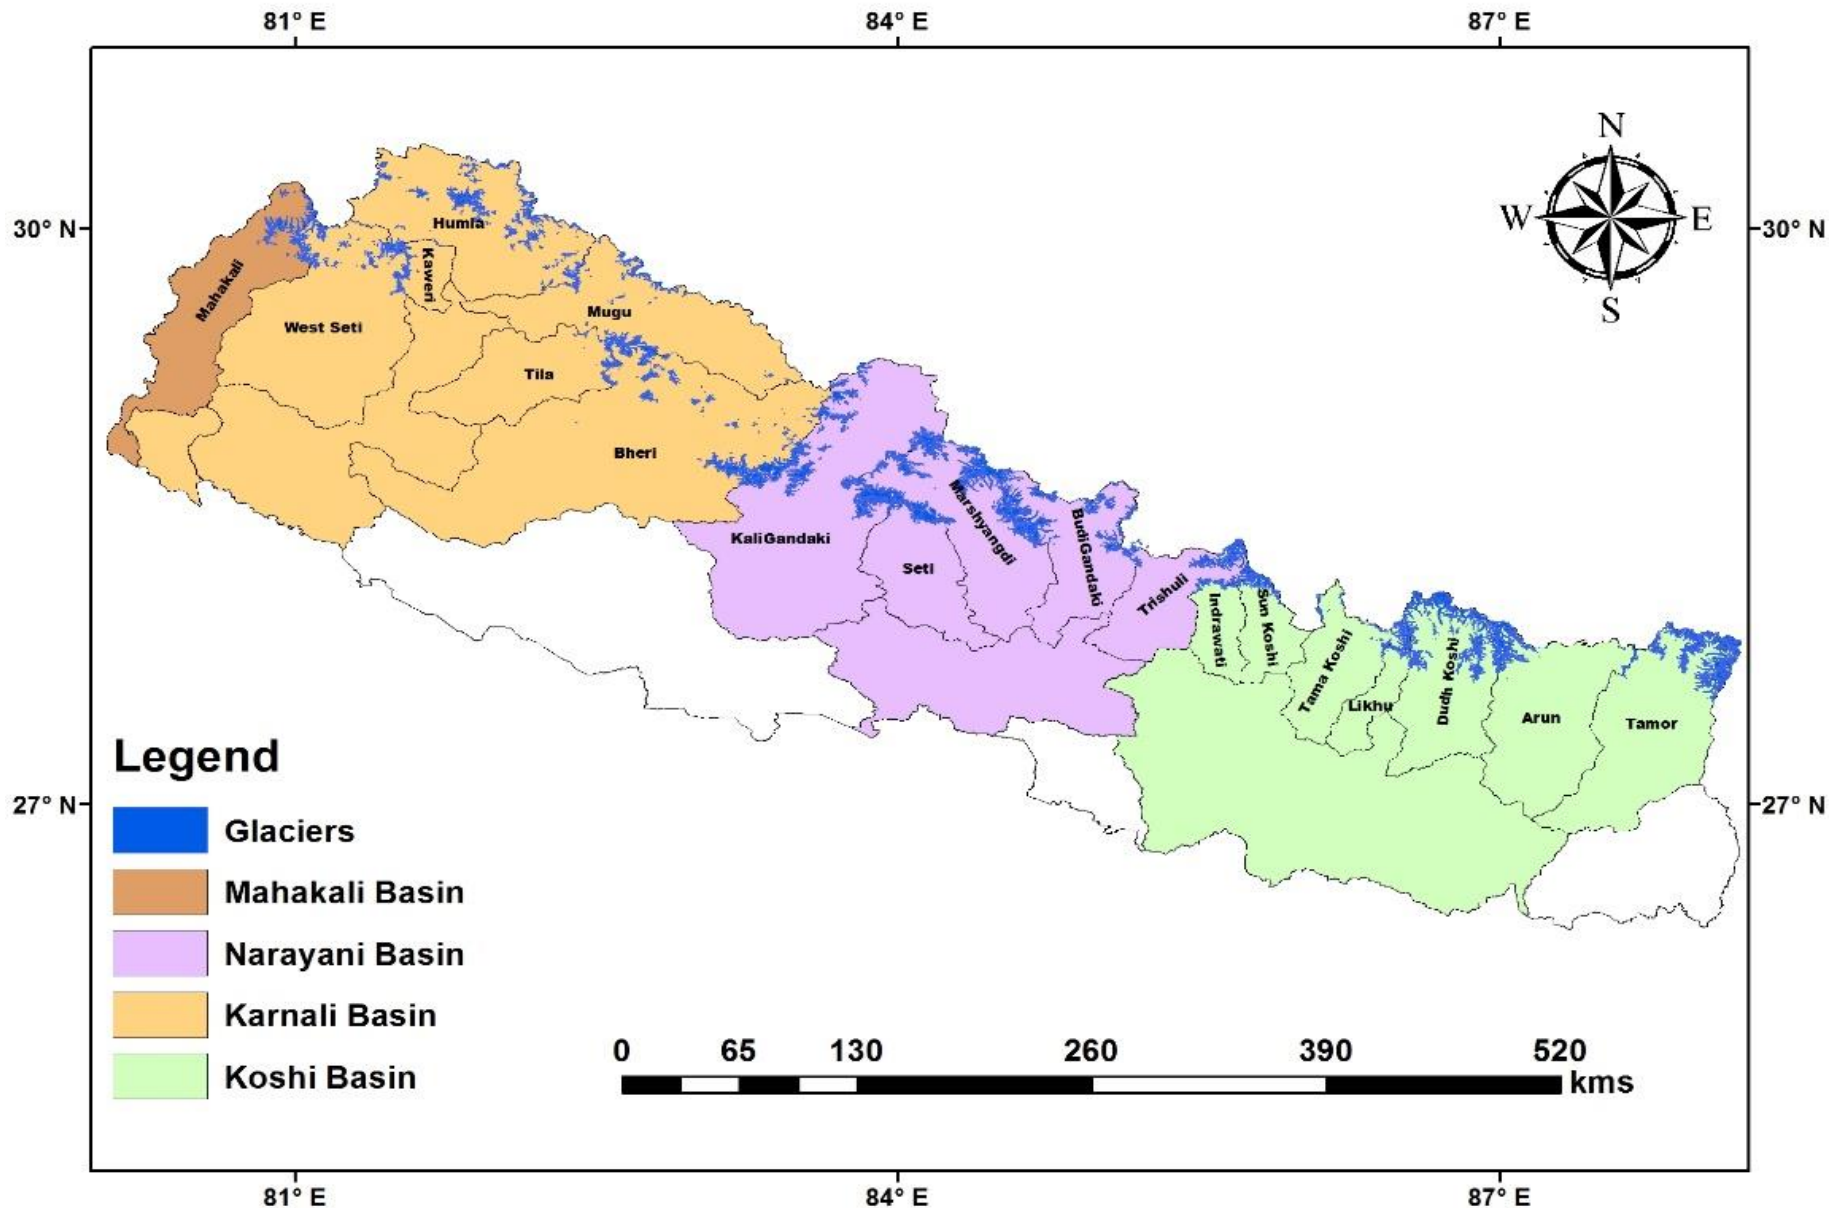 81° E 84° E 87° E
N
W E
S
30° N 30° N
Humla
Kaweri
Mahakali
West Seti
Mugu
Tila
Bheri
KaliGandaki
Seti
Marshyangdi
BudiGandaki
Trishuli
Indrawati
Sun Koshi
Tama Koshi
Likhu
Dudh Koshi
Arun
Tamor
27° N 27° N
Legend
Glaciers
Mahakali Basin
Narayani Basin
Karnali Basin
Koshi Basin
0 65 130 260 390 520
kms
81° E 84° E 87° E